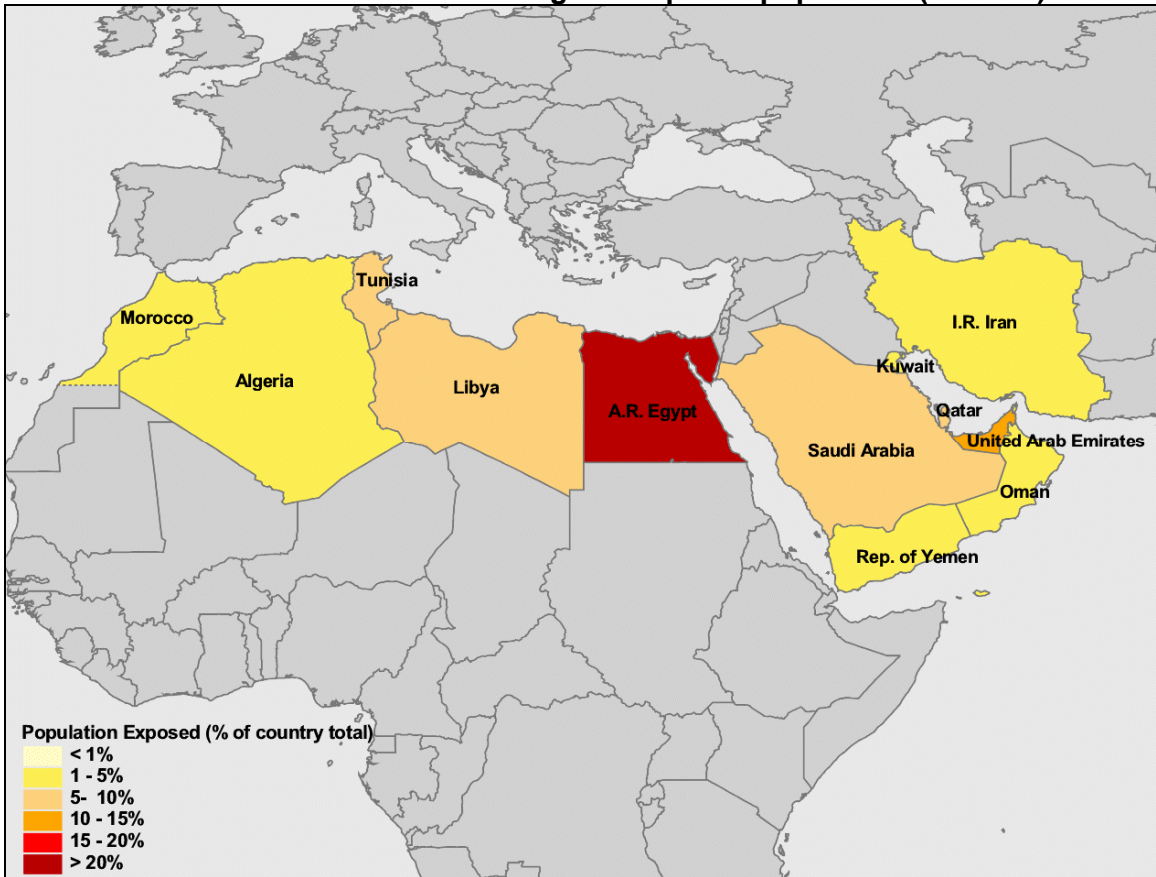 Tunisia
Morocco
I.R. Iran
Kuwait
Algeria
Libya
A.R. Egypt
Qatar
United Arab Emirates
Saudi Arabia
Oman
Rep. of Yemen
Population Exposed (% of country total)
< 1%
1 - 5%
5- 10%
10 - 15%
15 - 20%
> 20%